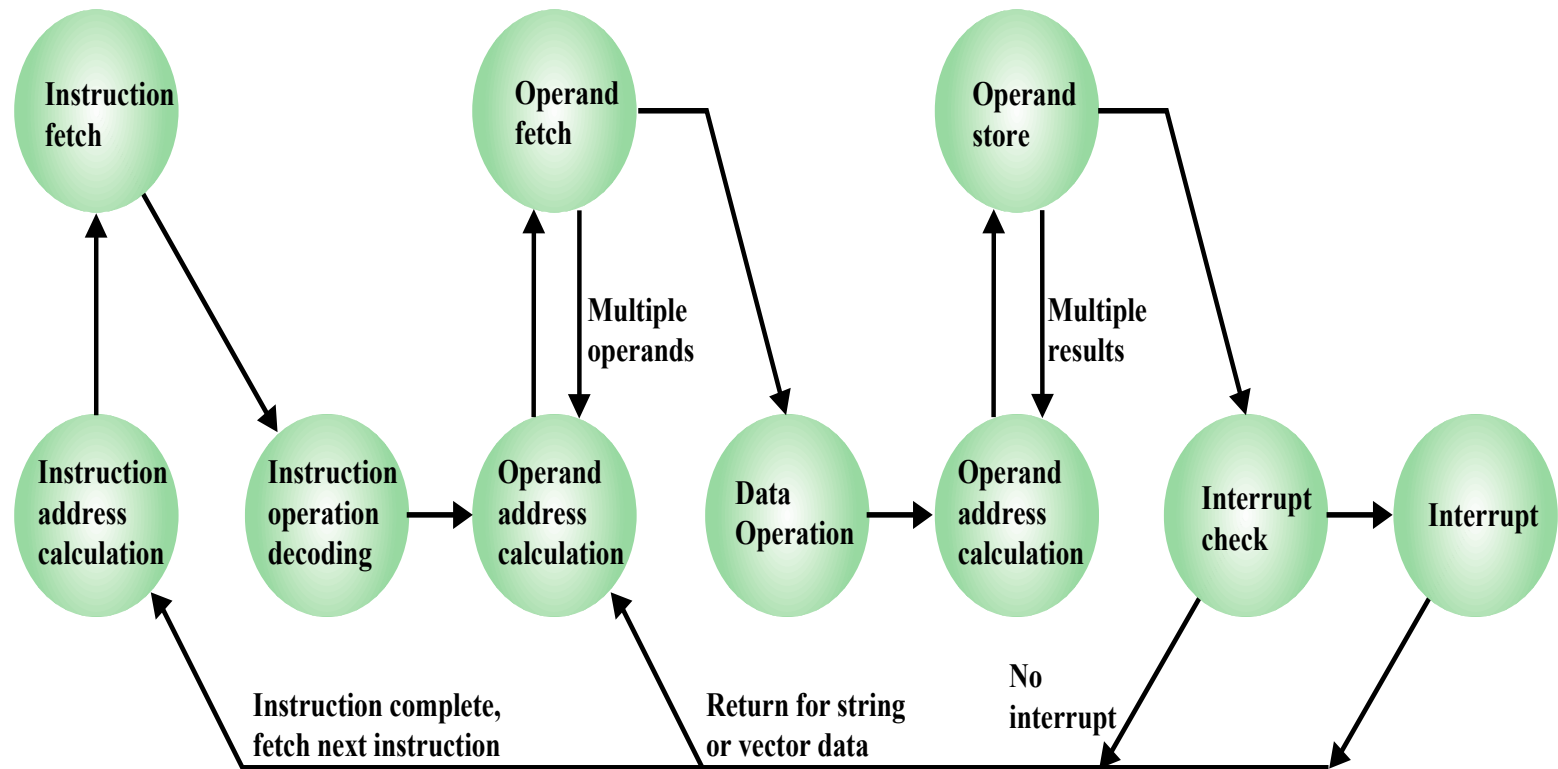 Instruction
fetch
Operand
fetch
Operand
store
Multiple
operands
Multiple
results
Instruction
address
calculation
Instruction
operation
decoding
Operand
address
calculation
Data
Operation
Operand
address
calculation
Interrupt
check
Interrupt
Instruction complete,
fetch next instruction
Return for string
or vector data
No
interrupt